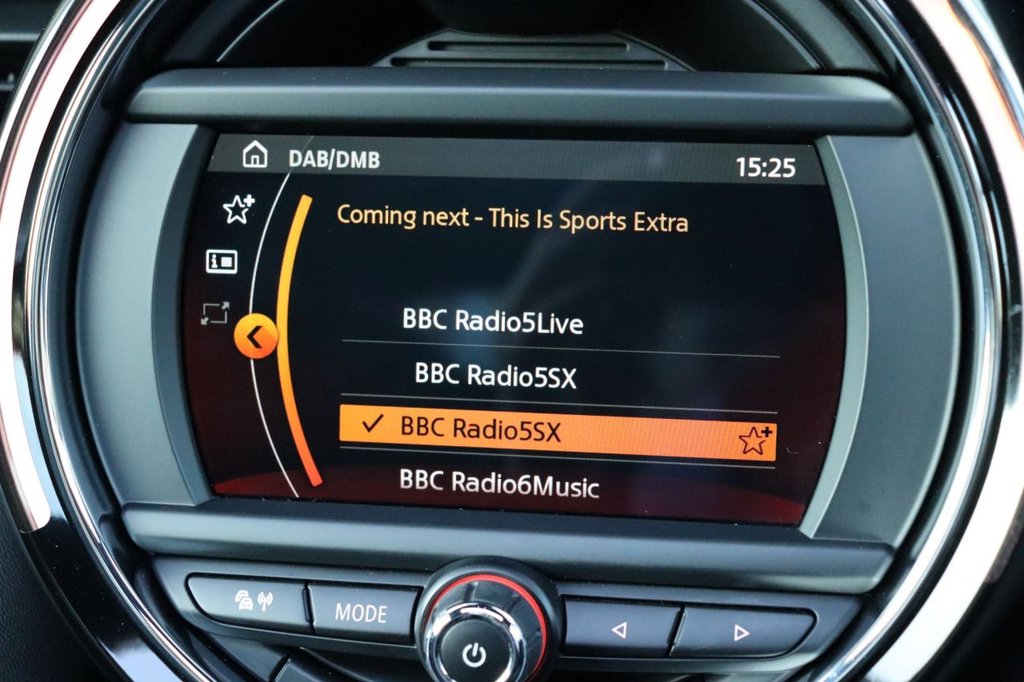 DAB/DMB 15:25
Coming next - This Is Sports Extra
BBC Radio5Live
BBC Radio5SX
BBC Radio5SX
BBC Radio6Music
MODE